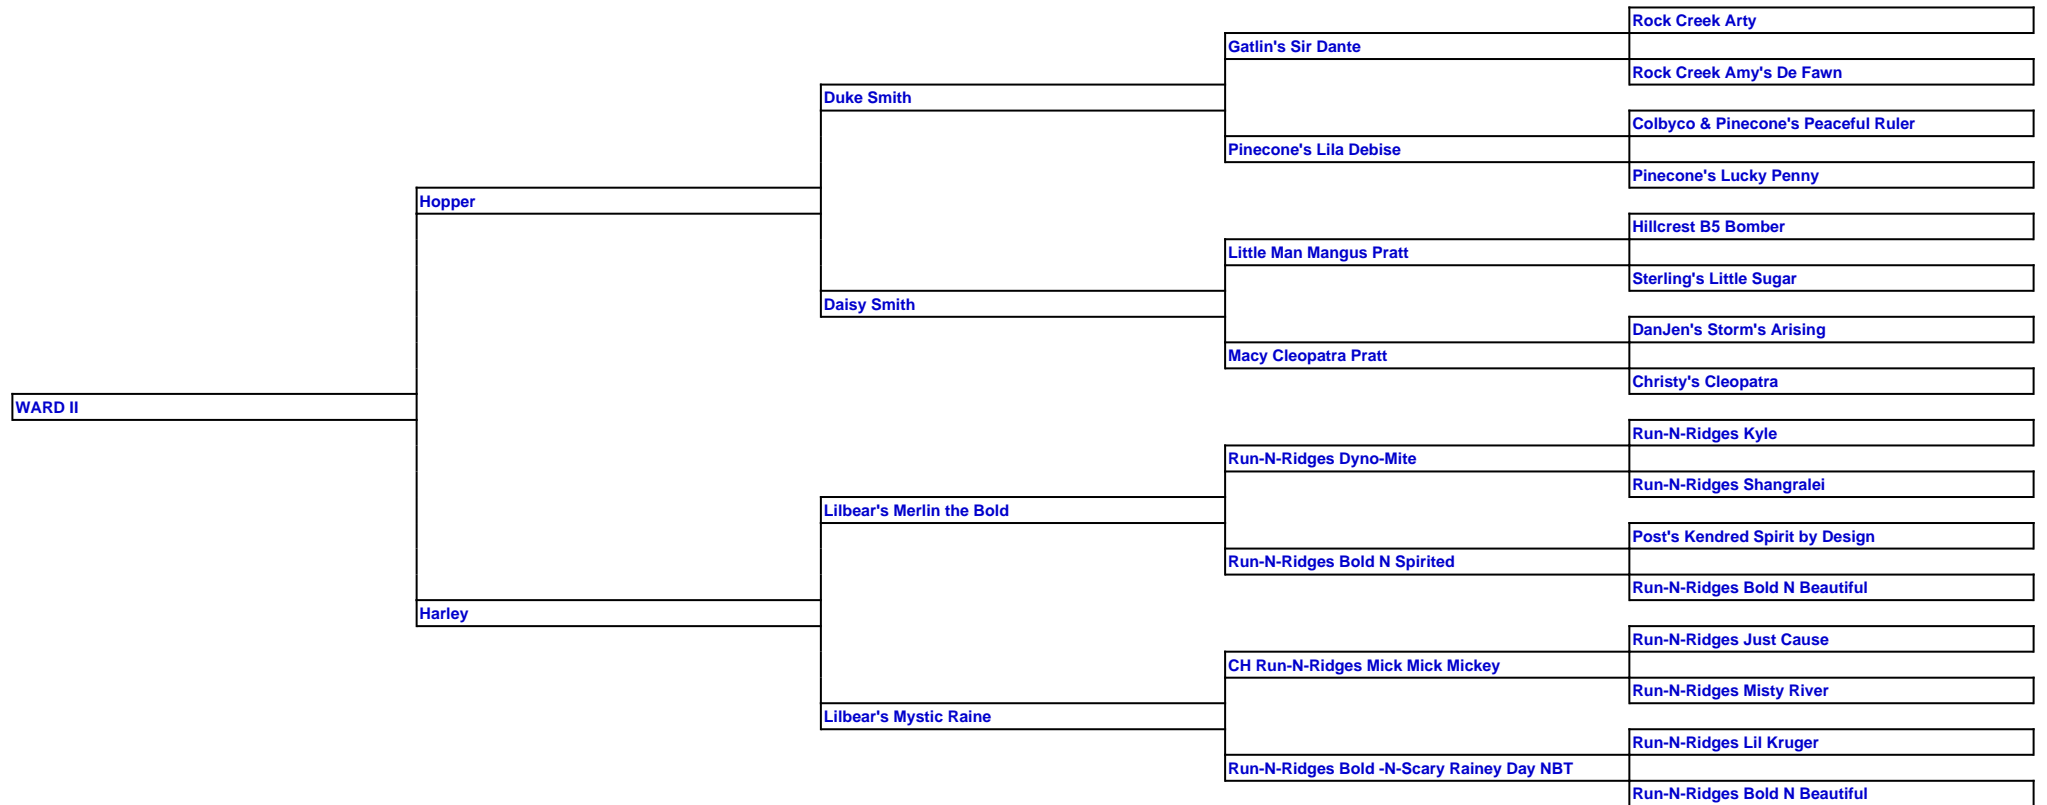 Rock Creek Arty
Gatlin's Sir Dante
Rock Creek Amy's De Fawn
Duke Smith
Colbyco & Pinecone's Peaceful Ruler
Pinecone's Lila Debise
Pinecone's Lucky Penny
Hopper
Hillcrest B5 Bomber
Little Man Mangus Pratt
Sterling's Little Sugar
Daisy Smith
DanJen's Storm's Arising
Macy Cleopatra Pratt
Christy's Cleopatra
WARD II
Run-N-Ridges Kyle
Run-N-Ridges Dyno-Mite
Run-N-Ridges Shangralei
Lilbear's Merlin the Bold
Post's Kendred Spirit by Design
Run-N-Ridges Bold N Spirited
Run-N-Ridges Bold N Beautiful
Harley
Run-N-Ridges Just Cause
CH Run-N-Ridges Mick Mick Mickey
Run-N-Ridges Misty River
Lilbear's Mystic Raine
Run-N-Ridges Lil Kruger
Run-N-Ridges Bold -N-Scary Rainey Day NBT
Run-N-Ridges Bold N Beautiful